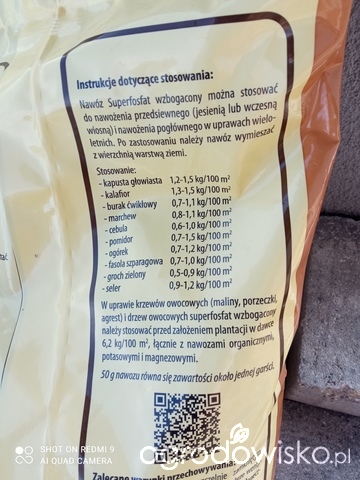 Instrukcje dotyczące stosowania:
Nawóz Superfosfat wzbogacony można stosować
do nawożenia przedsiewnego (jesienią lub wczesną
wiosną) i nawożenia pogłównego w uprawach wielo-
letnich. Po zastosowaniu należy nawóz wymieszać
z wierzchnią warstwą ziemi.
Stosowanie:
- kapusta głowiasta 1,2-1,5 kg/100 m²
- kalafior 1,3-1,5 kg/100 m²
- burak ćwikłowy 0,7-1,1 kg/100 m²
- marchew 0,8-1,1 kg/100 m²
- cebula 0,6-1,0 kg/100 m²
- pomidor 0,7-1,5 kg/100 m²
- ogórek 0,7-1,2 kg/100 m²
- fasola szparagowa 0,7-1,0 kg/100 m²
- groch zielony 0,5-0,9 kg/100 m²
- seler 0,9-1,2 kg/100 m²
W uprawie krzewów owocowych (maliny, porzeczki,
agrest) i drzew owocowych superfosfat wzbogacony
należy stosować przed założeniem plantacji w dawce
6,2 kg/100 m², łącznie z nawozami organicznymi,
potasowymi i magnezowymi.
50 g nawozu równa się zawartości około jednej garści.
SHOT ON REDMI 9
AI QUAD CAMERA
ogrodowisko.pl
Zalecane warunki przechowywania: